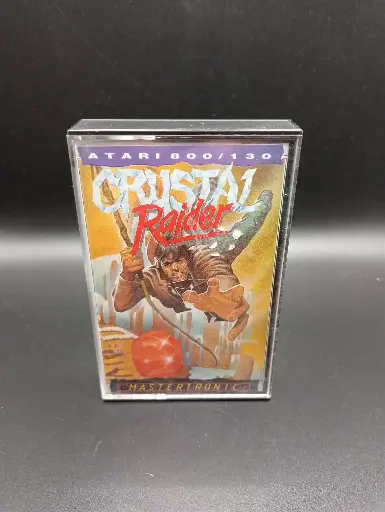 ATARI 800/130
CRYSTAL
Raider
MASTERTRONIC